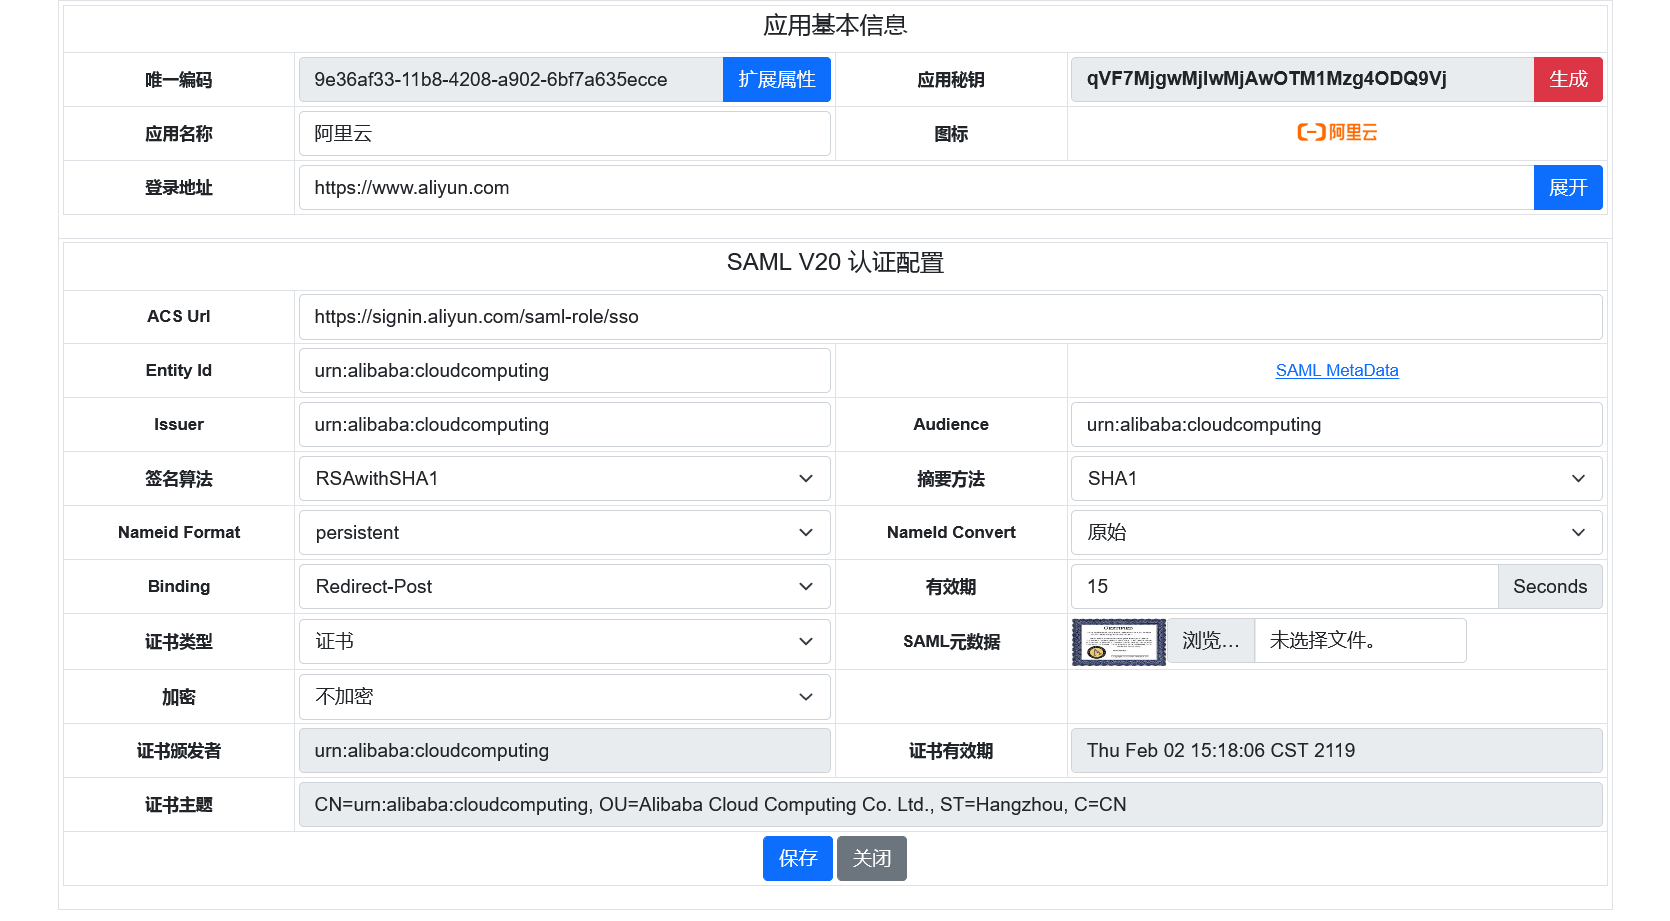 应用基本信息
唯一编码 9e36af33-11b8-4208-a902-6bf7a635ecce 扩展属性 应用秘钥 qVF7MjgwMjIwMjAwOTM1Mzg4ODQ9Vj 生成
应用名称 阿里云 图标 阿里云
登录地址 https://www.aliyun.com 展开
SAML V20 认证配置
ACS Url https://signin.aliyun.com/saml-role/sso
Entity Id urn:alibaba:cloudcomputing SAML MetaData
Issuer urn:alibaba:cloudcomputing Audience urn:alibaba:cloudcomputing
签名算法 RSAwithSHA1 摘要方法 SHA1
Nameid Format persistent NameId Convert 原始
Binding Redirect-Post 有效期 15 Seconds
证书类型 证书 SAML元数据 浏览... 未选择文件。
加密 不加密
证书颁发者 urn:alibaba:cloudcomputing 证书有效期 Thu Feb 02 15:18:06 CST 2119
证书主题 CN=urn:alibaba:cloudcomputing, OU=Alibaba Cloud Computing Co. Ltd., ST=Hangzhou, C=CN
保存 关闭